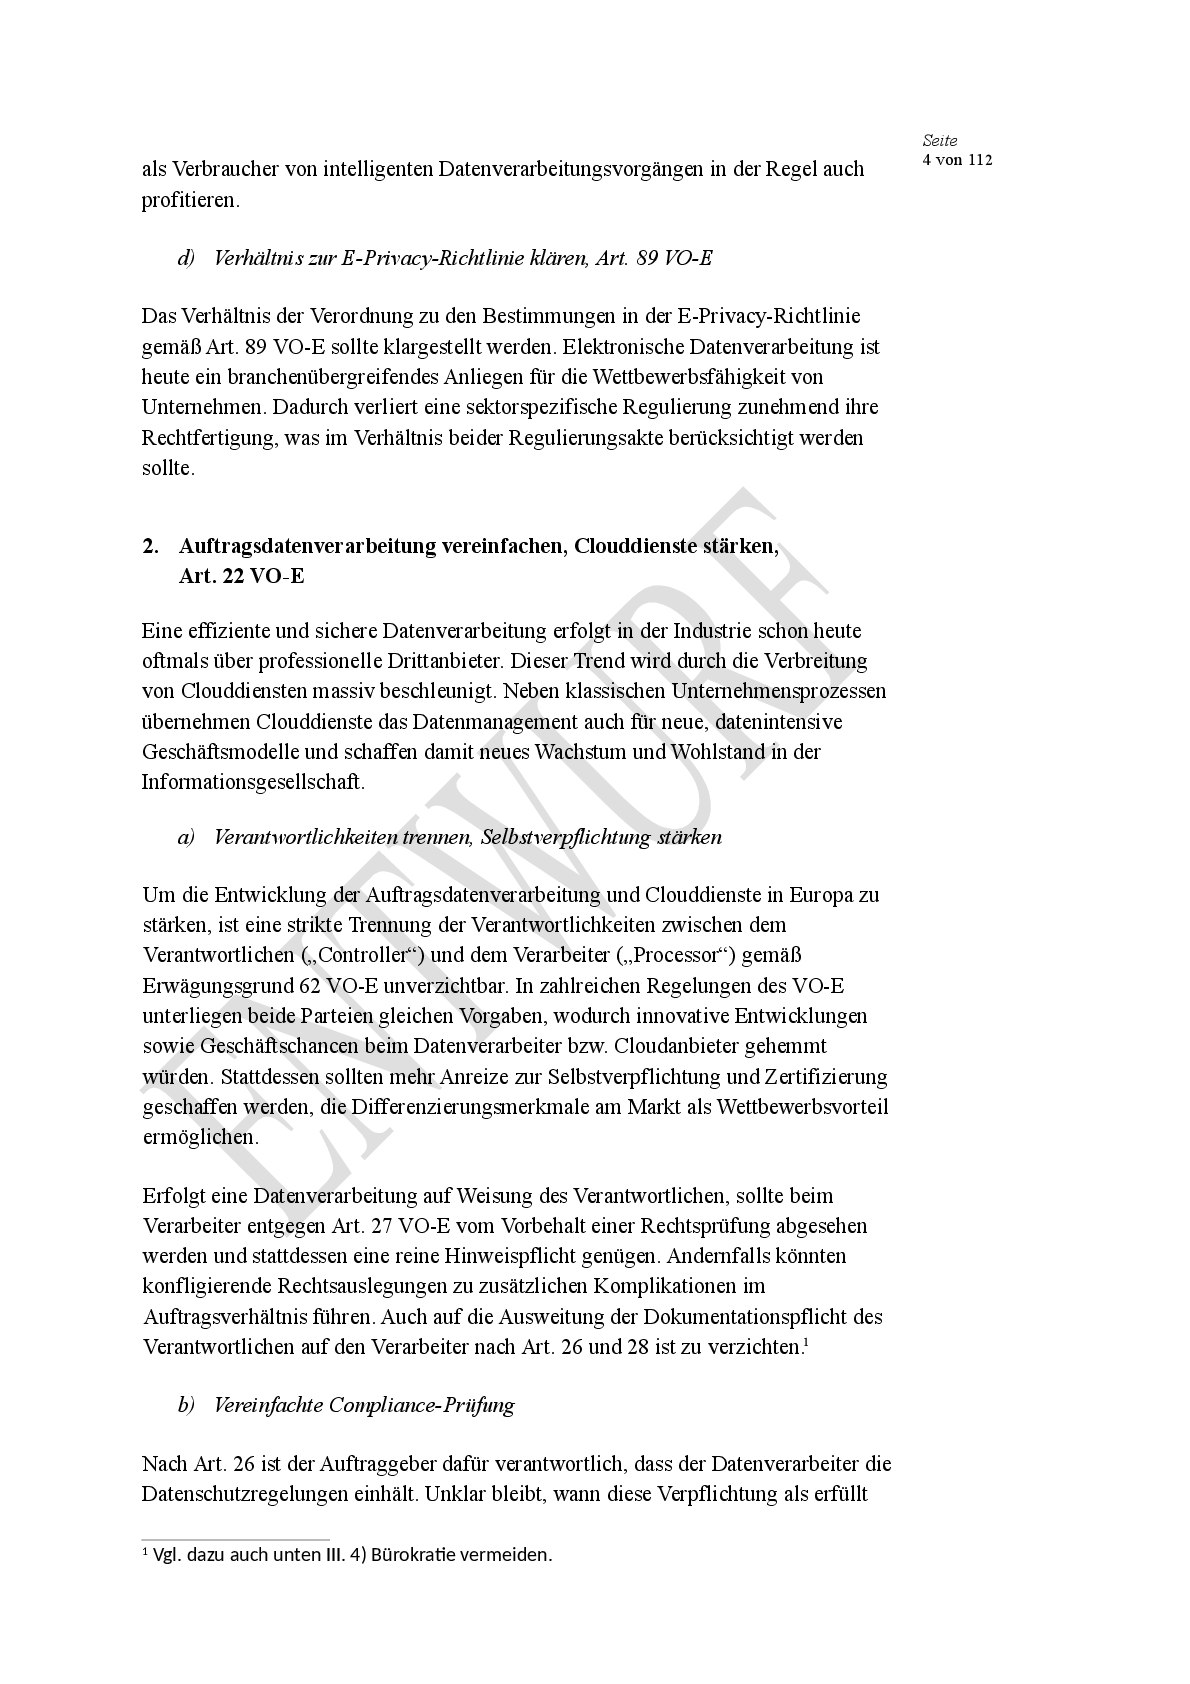 Seite
4 von 112
als Verbraucher von intelligenten Datenverarbeitungsvorgängen in der Regel auch
profitieren.
d) Verhältnis zur E-Privacy-Richtlinie klären, Art. 89 VO-E
Das Verhältnis der Verordnung zu den Bestimmungen in der E-Privacy-Richtlinie
gemäß Art. 89 VO-E sollte klargestellt werden. Elektronische Datenverarbeitung ist
heute ein branchenübergreifendes Anliegen für die Wettbewerbsfähigkeit von
Unternehmen. Dadurch verliert eine sektorspezifische Regulierung zunehmend ihre
Rechtfertigung, was im Verhältnis beider Regulierungsakte berücksichtigt werden
sollte.
2. Auftragsdatenverarbeitung vereinfachen, Clouddienste stärken,
Art. 22 VO-E
Eine effiziente und sichere Datenverarbeitung erfolgt in der Industrie schon heute
oftmals über professionelle Drittanbieter. Dieser Trend wird durch die Verbreitung
von Clouddiensten massiv beschleunigt. Neben klassischen Unternehmensprozessen
übernehmen Clouddienste das Datenmanagement auch für neue, datenintensive
Geschäftsmodelle und schaffen damit neues Wachstum und Wohlstand in der
Informationsgesellschaft.
a) Verantwortlichkeiten trennen, Selbstverpflichtung stärken
Um die Entwicklung der Auftragsdatenverarbeitung und Clouddienste in Europa zu
stärken, ist eine strikte Trennung der Verantwortlichkeiten zwischen dem
Verantwortlichen („Controller“) und dem Verarbeiter („Processor“) gemäß
Erwägungsgrund 62 VO-E unverzichtbar. In zahlreichen Regelungen des VO-E
unterliegen beide Parteien gleichen Vorgaben, wodurch innovative Entwicklungen
sowie Geschäftschancen beim Datenverarbeiter bzw. Cloudanbieter gehemmt
würden. Stattdessen sollten mehr Anreize zur Selbstverpflichtung und Zertifizierung
geschaffen werden, die Differenzierungsmerkmale am Markt als Wettbewerbsvorteil
ermöglichen.
Erfolgt eine Datenverarbeitung auf Weisung des Verantwortlichen, sollte beim
Verarbeiter entgegen Art. 27 VO-E vom Vorbehalt einer Rechtsprüfung abgesehen
werden und stattdessen eine reine Hinweispflicht genügen. Andernfalls könnten
konfligierende Rechtsauslegungen zu zusätzlichen Komplikationen im
Auftragsverhältnis führen. Auch auf die Ausweitung der Dokumentationspflicht des
Verantwortlichen auf den Verarbeiter nach Art. 26 und 28 ist zu verzichten.¹
b) Vereinfachte Compliance-Prüfung
Nach Art. 26 ist der Auftraggeber dafür verantwortlich, dass der Datenverarbeiter die
Datenschutzregelungen einhält. Unklar bleibt, wann diese Verpflichtung als erfüllt
¹ Vgl. dazu auch unten III. 4) Bürokratie vermeiden.
ENTWURF